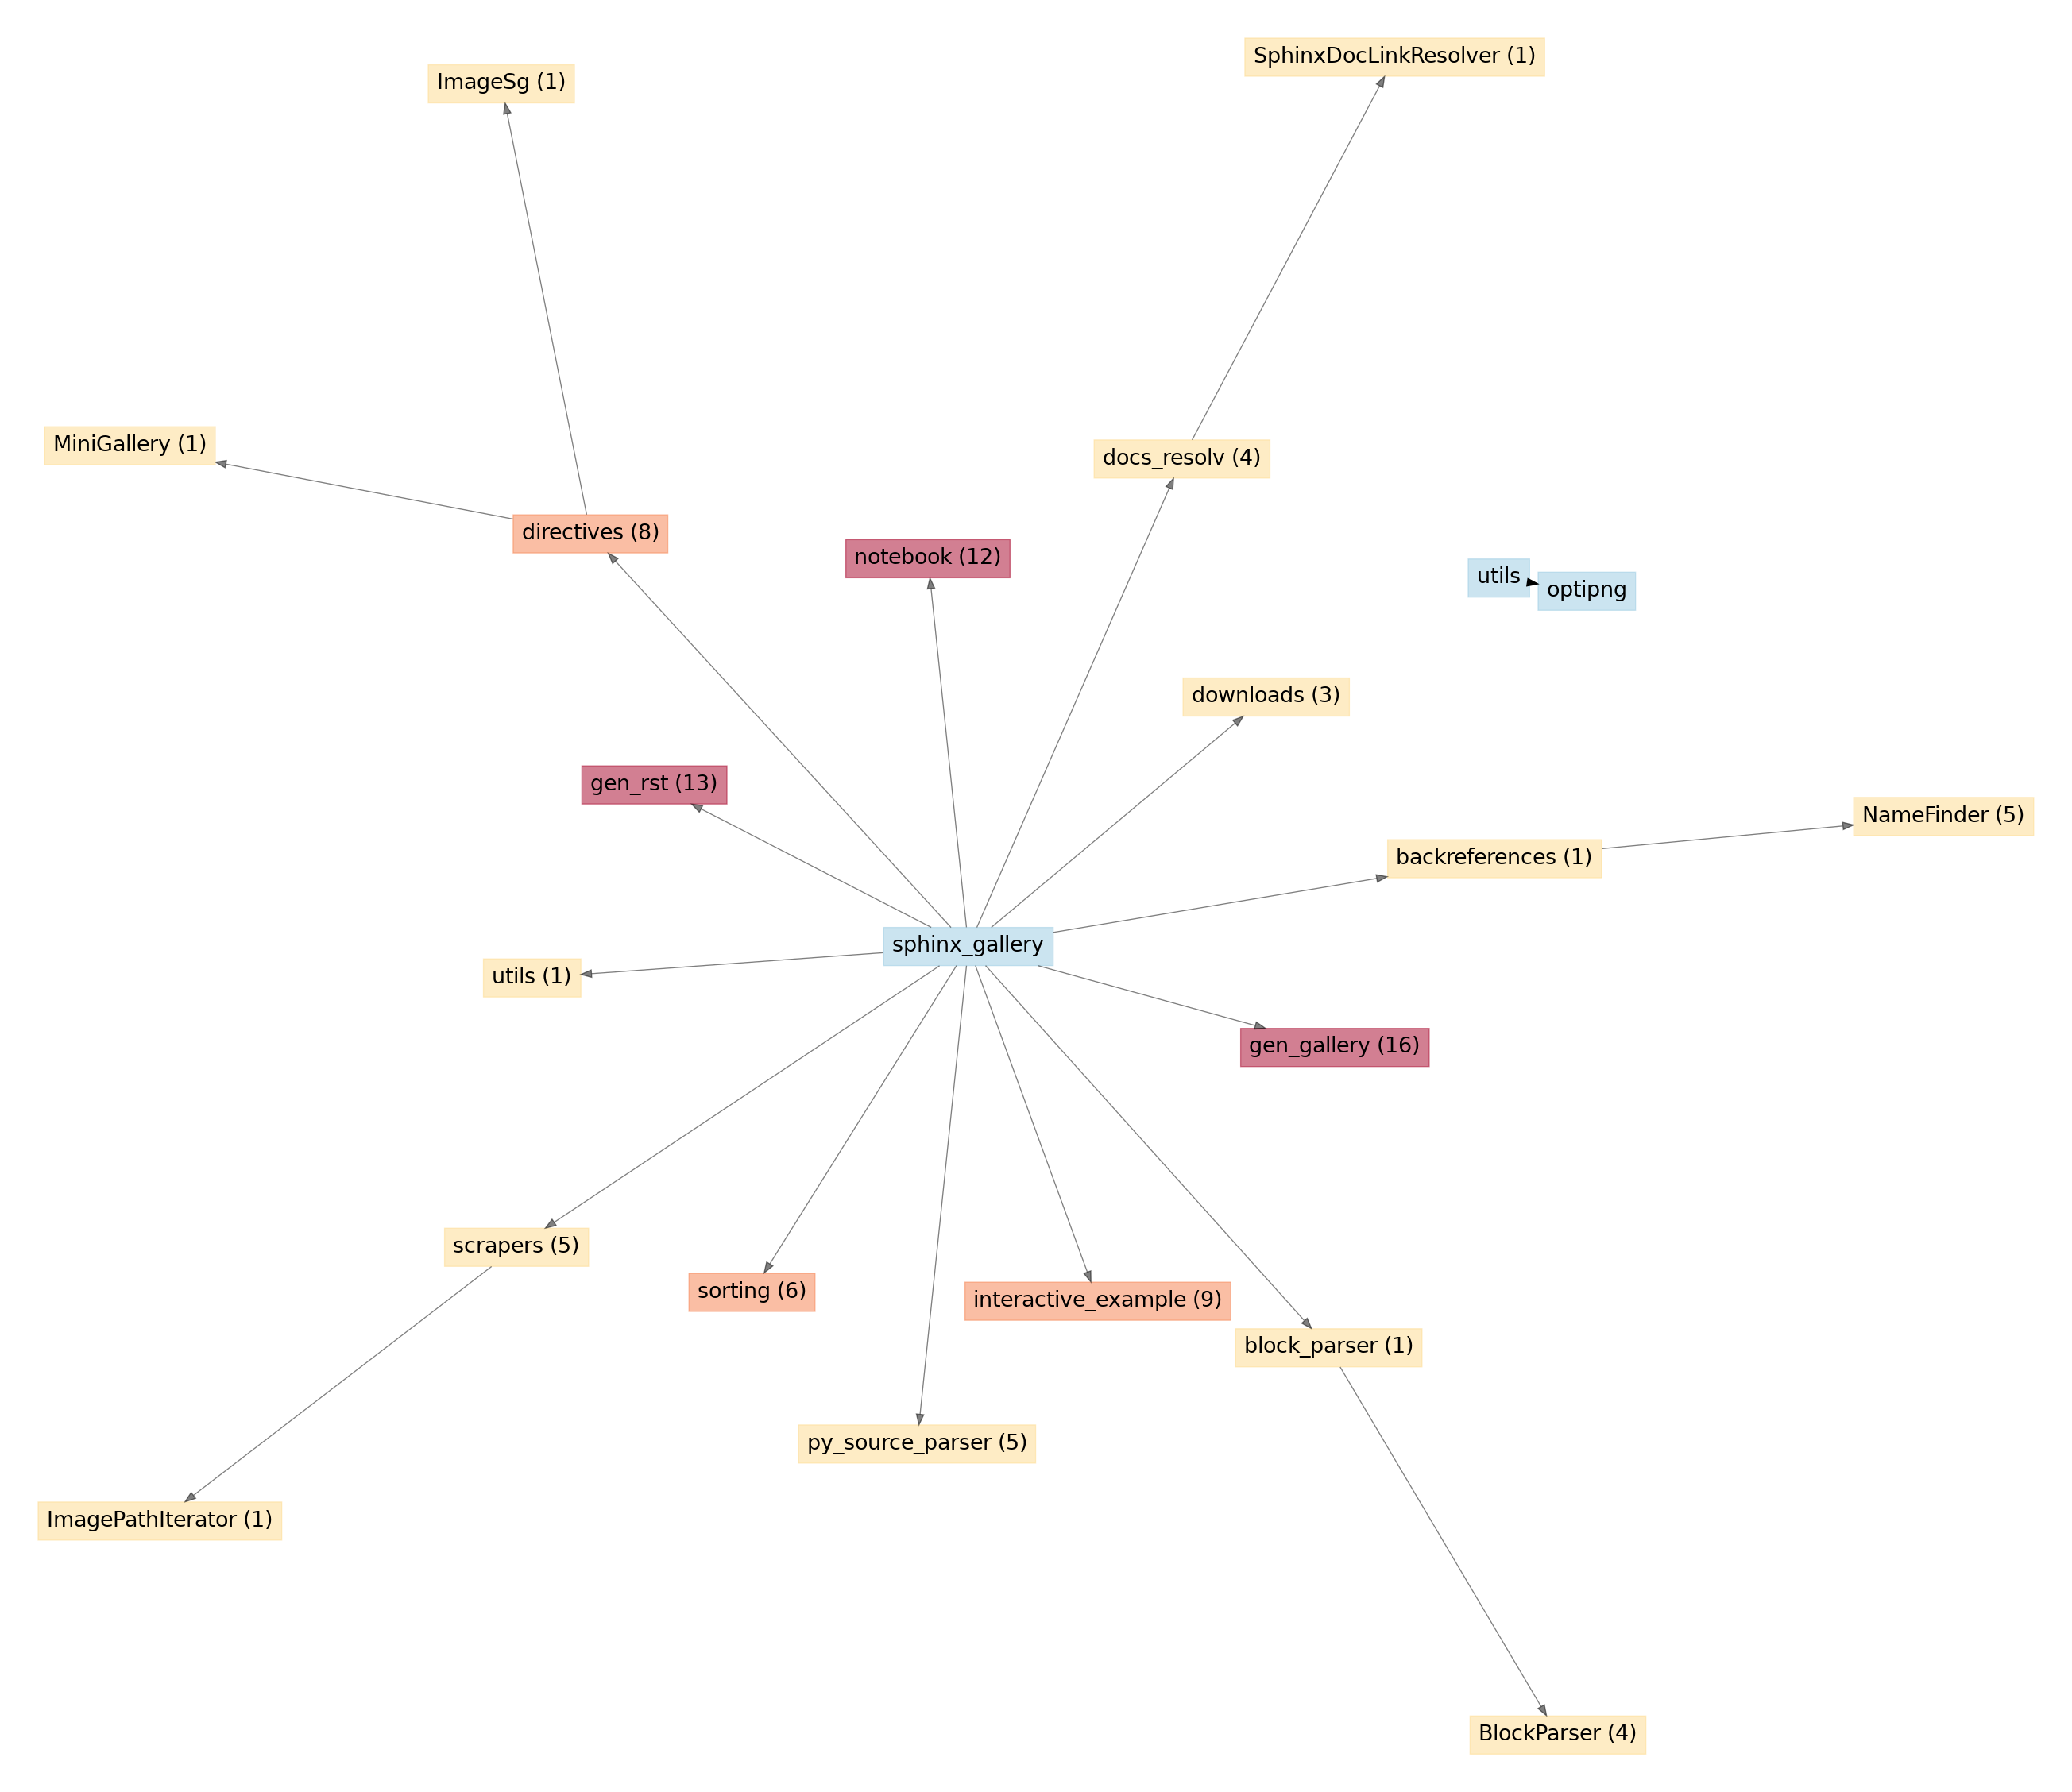 SphinxDocLinkResolver (1)
ImageSg (1)
MiniGallery (1)
docs_resolv (4)
directives (8)
notebook (12)
utils
optipng
downloads (3)
gen_rst (13)
NameFinder (5)
backreferences (1)
sphinx_gallery
utils (1)
gen_gallery (16)
scrapers (5)
sorting (6)
interactive_example (9)
block_parser (1)
py_source_parser (5)
ImagePathIterator (1)
BlockParser (4)